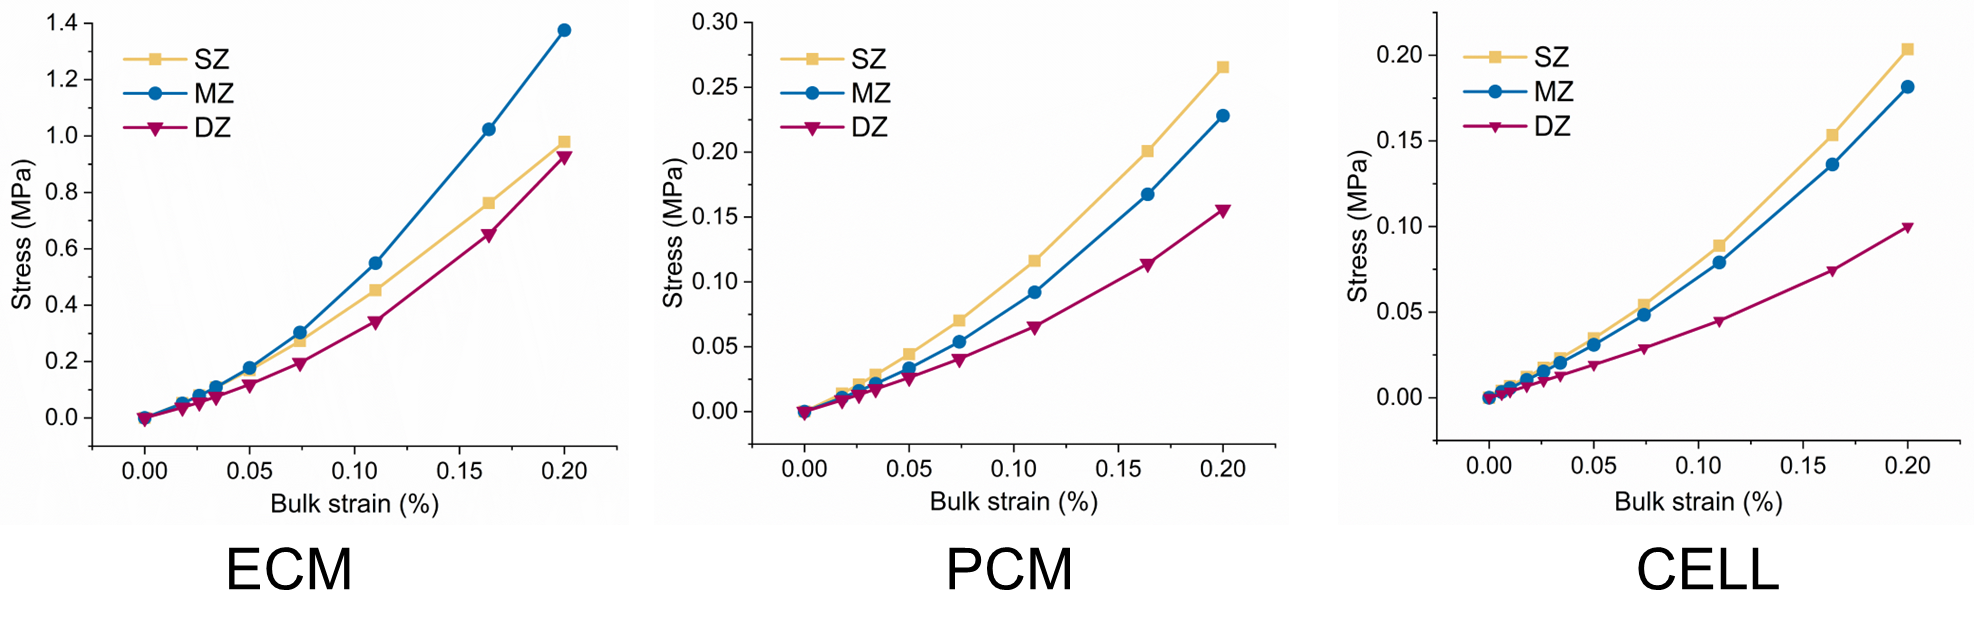 1.4
1.2
1.0
0.8
0.6
0.4
0.2
0.0
Stress (MPa)
SZ
MZ
DZ
0.00 0.05 0.10 0.15 0.20
Bulk strain (%)
ECM
0.30
0.25
0.20
0.15
0.10
0.05
0.00
Stress (MPa)
SZ
MZ
DZ
0.00 0.05 0.10 0.15 0.20
Bulk strain (%)
PCM
0.20
0.15
0.10
0.05
0.00
Stress (MPa)
SZ
MZ
DZ
0.00 0.05 0.10 0.15 0.20
Bulk strain (%)
CELL